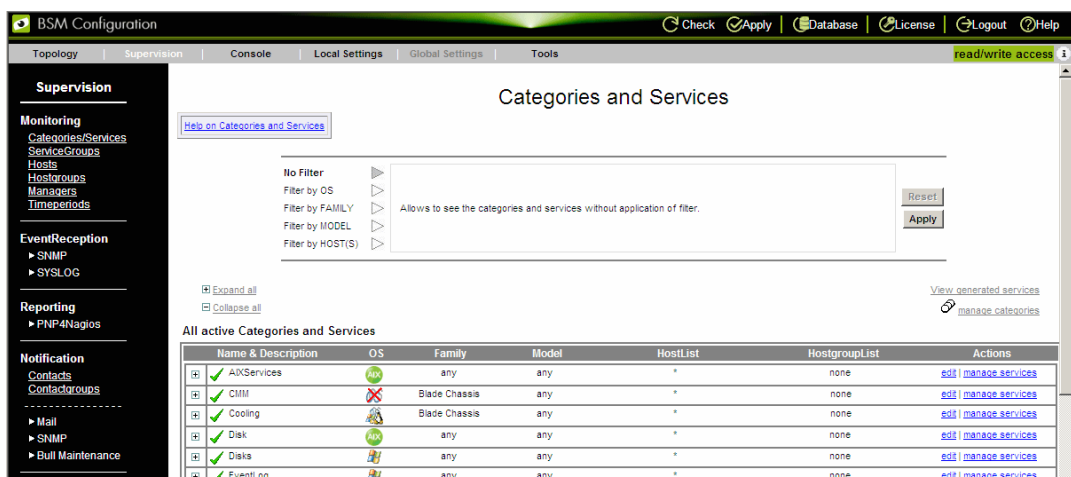 BSM Configuration
Check Apply Database License Logout Help
Topology Supervision Console Local Settings Global Settings Tools read/write access i
Supervision
Monitoring
Categories/Services
ServiceGroups
Hosts
Hostgroups
Managers
Timeperiods
EventReception
SNMP
SYSLOG
Reporting
PNP4Nagios
Notification
Contacts
Contactgroups
Mail
SNMP
Bull Maintenance
Categories and Services
Help on Categories and Services
No Filter
Filter by OS
Filter by FAMILY
Filter by MODEL
Filter by HOST(S)
Allows to see the categories and services without application of filter.
Reset
Apply
Expand all
Collapse all
View generated services
manage categories
All active Categories and Services
Name & Description OS Family Model HostList HostgroupList Actions
AIXServices AIX any any * none edit | manage services
CMM Blade Chassis any * none edit | manage services
Cooling Blade Chassis any * none edit | manage services
Disk AIX any any * none edit | manage services
Disks any any * none edit | manage services
EventLog any any * none edit | manage services